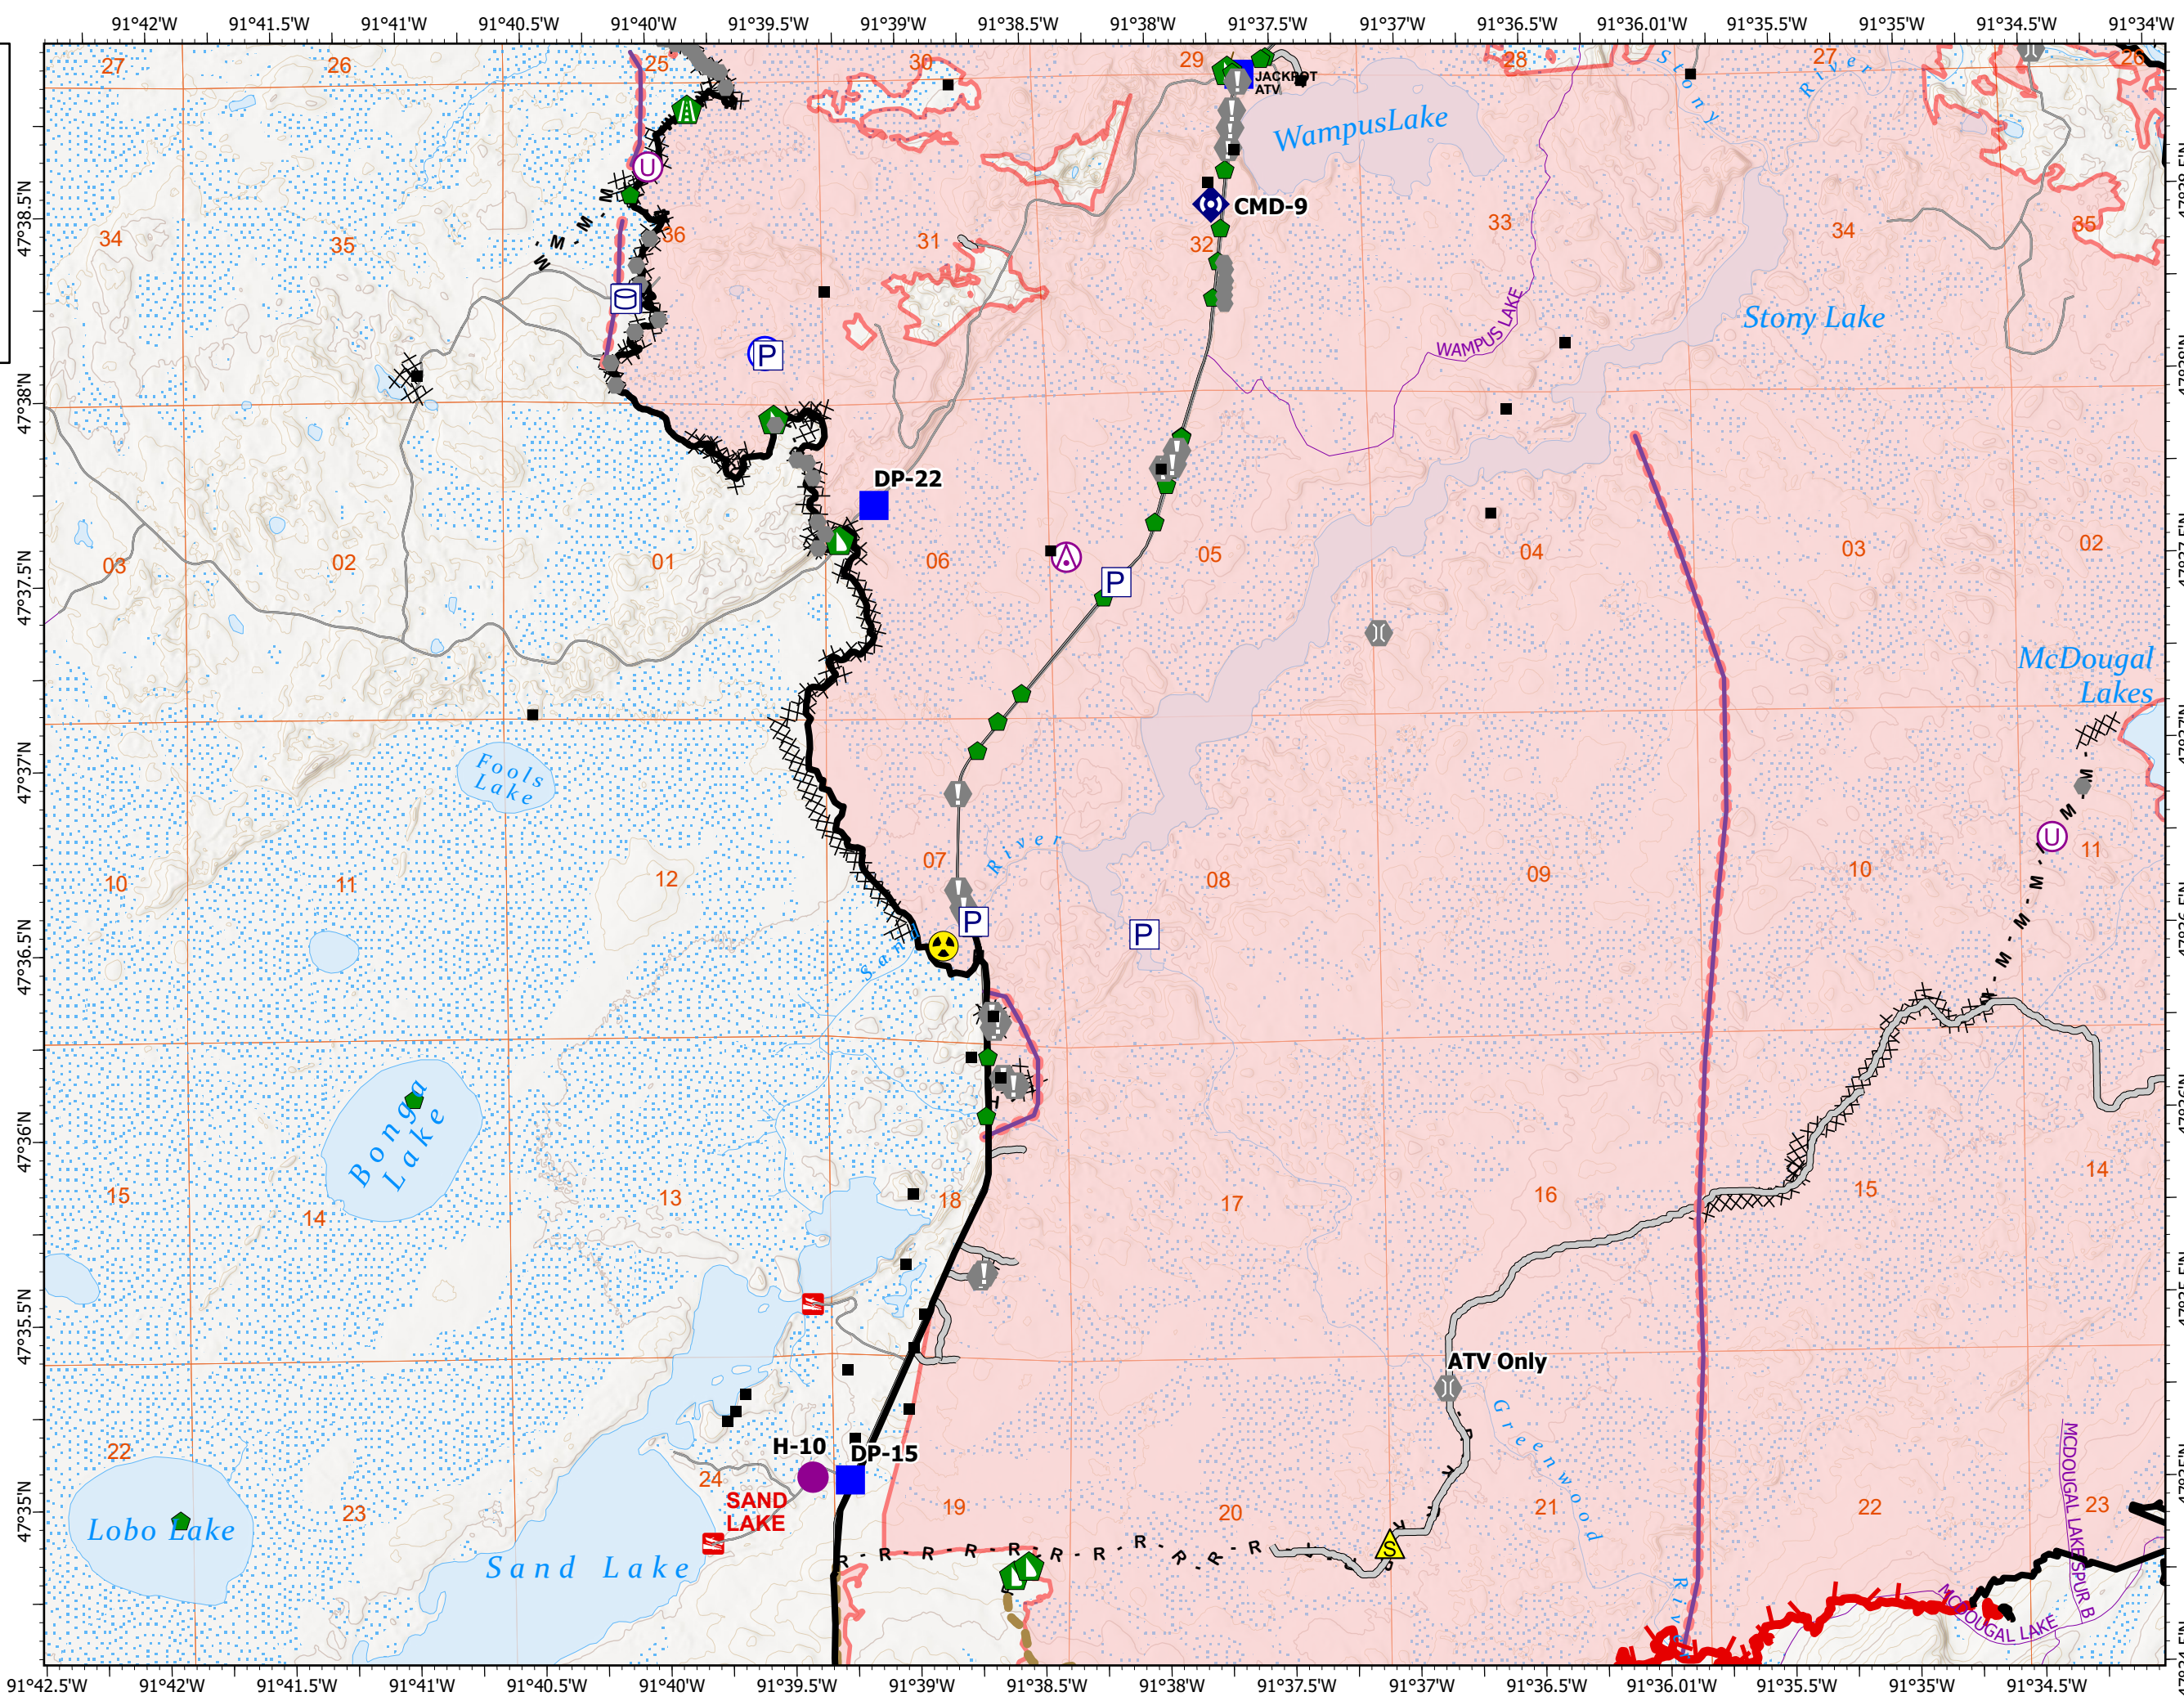 91°42'W 91°41.5'W 91°41'W 91°40.5'W 91°40'W 91°39.5'W 91°39'W 91°38.5'W 91°38'W 91°37.5'W 91°37'W 91°36.5'W 91°36.01'W 91°35.5'W 91°35'W 91°34.5'W 91°34'W
27 26 25 30 29 28 27 26
JACKPOT
ATV
Stony River
WampusLake
U
47°38.5'N
M - M - M - M
CMD-9
34 35 36 31 32 33 34 35
WAMPUS LAKE
Stony Lake
P
47°38'N
DP-22
03 02 01 06 05 04 03 02
47°37.5'N
P
McDougal
Lakes
Fools
Lake
47°37'N
M
M
U
River
10 11 12 07 08 09 10 11
M - M - M - M
P
P
Sand
47°36.5'N
Bonga
Lake
47°36'N
H
15 14 13 18 17 16 15 14
47°35.5'N
ATV Only
Greenwood
River
H-10
DP-15
22 23 24 19 20 21 22 23
SAND
LAKE
47°35'N
Lobo Lake
Sand Lake
R - R - R - R - R - R - R - R - R - R - R
S
MCDOUGAL LAKE SPUR B
MCDOUGAL LAKE
91°42.5'W 91°42'W 91°41.5'W 91°41'W 91°40.5'W 91°40'W 91°39.5'W 91°39'W 91°38.5'W 91°38'W 91°37.5'W 91°37'W 91°36.5'W 91°36.01'W 91°35.5'W 91°35'W 91°34.5'W